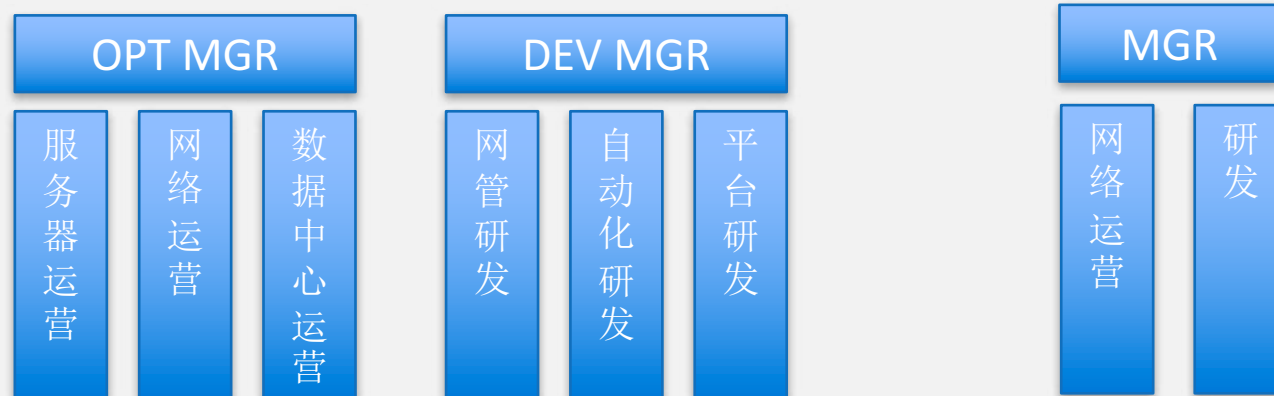 OPT MGR
服务器运营
网络运营
数据中心运营
DEV MGR
网管研发
自动化研发
平台研发
MGR
网络运营
研发